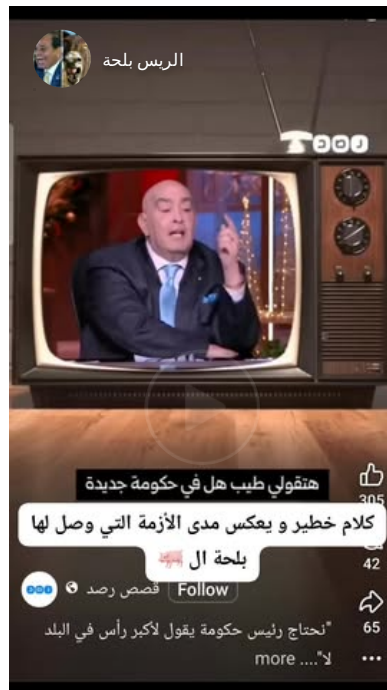 الريس بلحة
رصد
هتقولي طيب هل في حكومة جديدة
305
كلام خطير و يعكس مدى الأزمة التي وصل لها
بلحة ال
42
قصص رصد
Follow
65
"نحتاج رئيس حكومة يقول لأكبر رأس في البلد
لا".... more